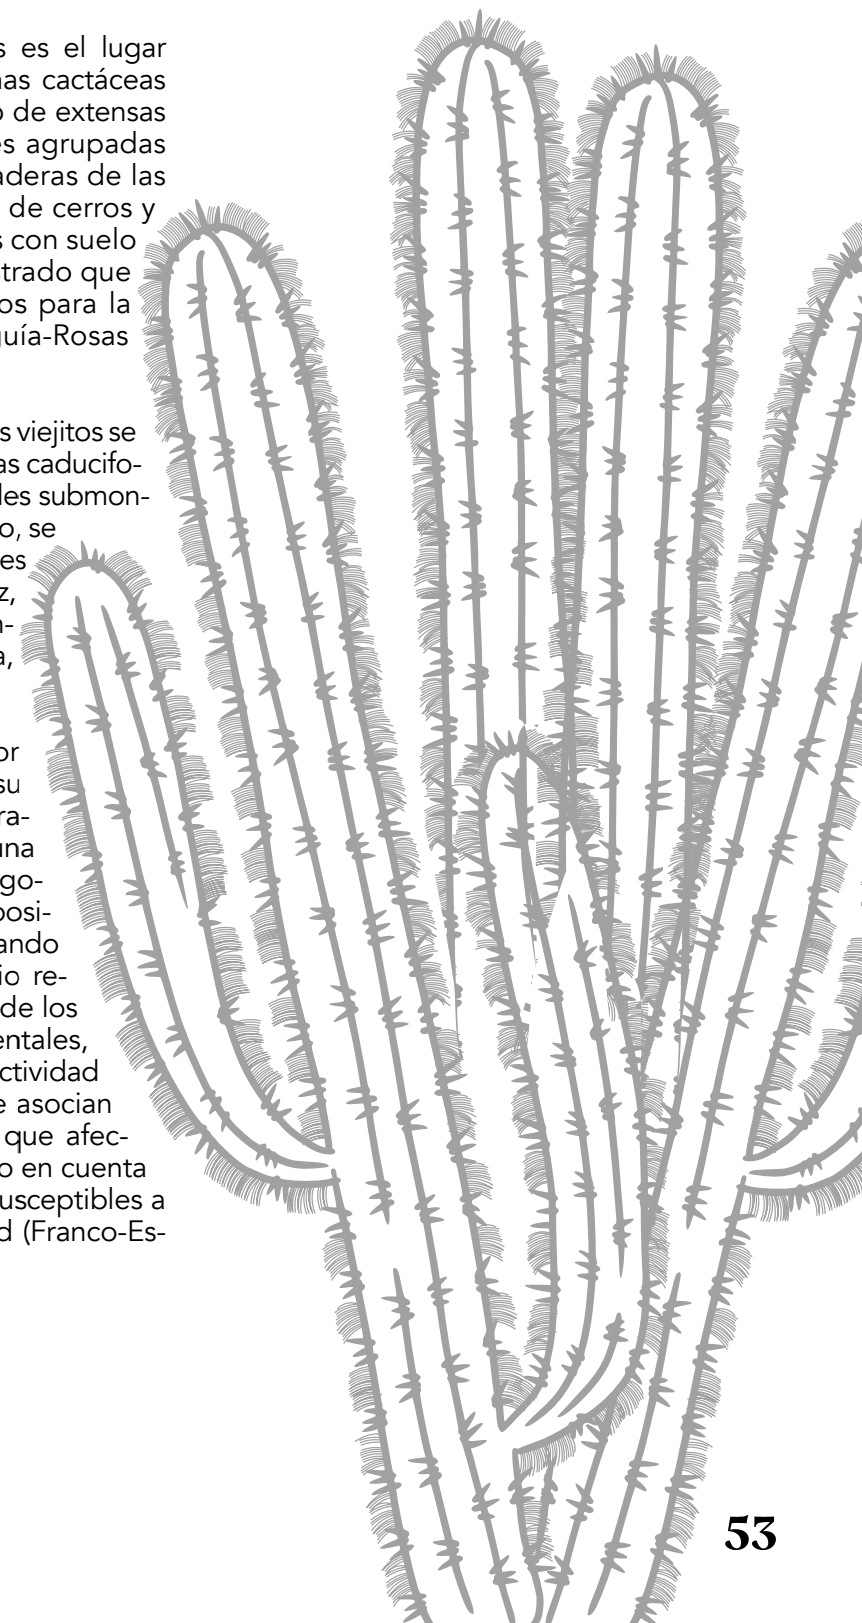 s es el lugar
nas cactáceas
o de extensas
es agrupadas
aderas de las
de cerros y
s con suelo
strado que
os para la
guía-Rosas
s viejitos se
as caducifo-
les submon-
o, se
es
z,
n-
a,
or
su
ra-
una
go-
posi-
ando
io re-
de los
entales,
ctividad
e asocian
que afec-
o en cuenta
usceptibles a
d (Franco-Es-
53